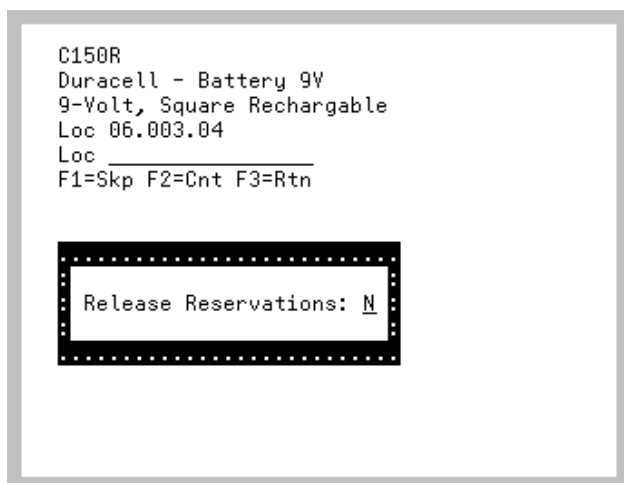 C150R
Duracell - Battery 9V
9-Volt, Square Rechargable
Loc 06.003.04
Loc _________________
F1=Skp F2=Cnt F3=Rtn
Release Reservations: N